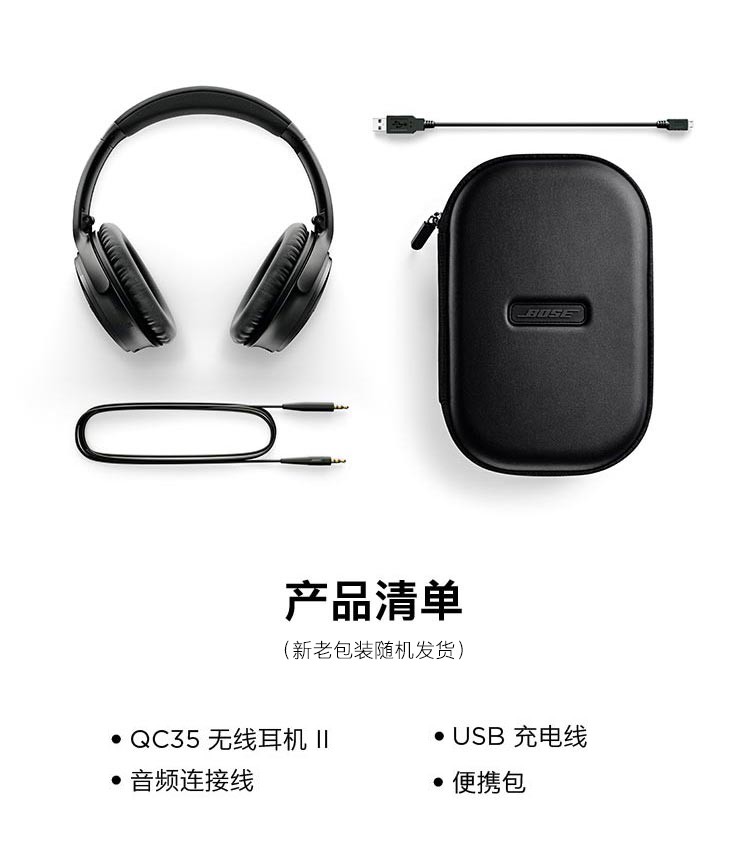 BOSE
产品清单
（新老包装随机发货）
• QC35 无线耳机 II
• USB 充电线
• 音频连接线
• 便携包